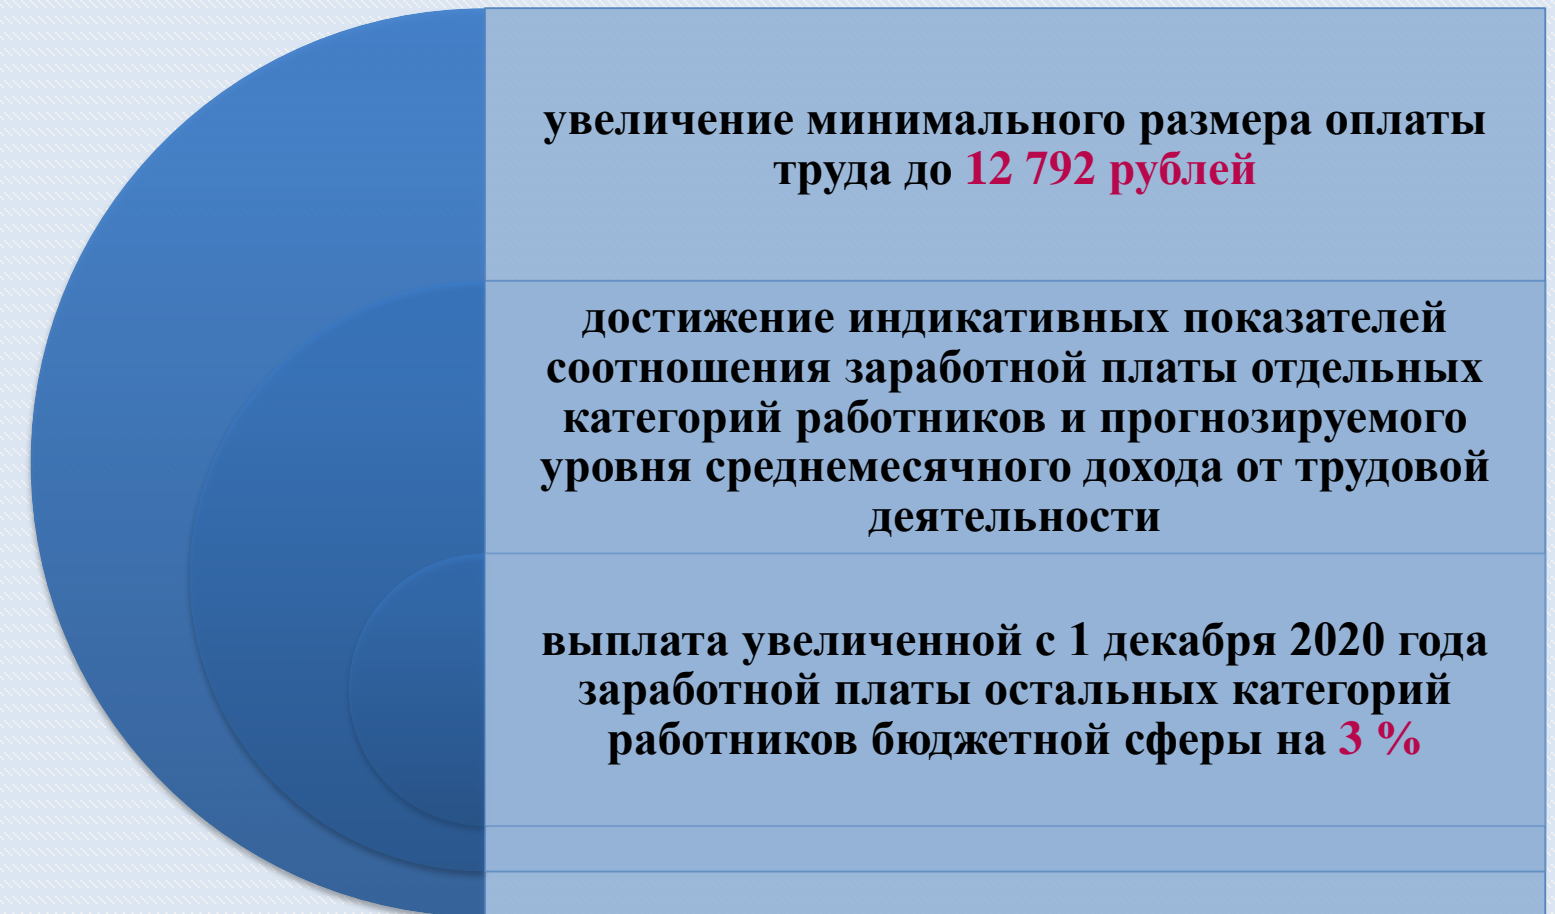 увеличение минимального размера оплаты
труда до 12 792 рублей
достижение индикативных показателей
соотношения заработной платы отдельных
категорий работников и прогнозируемого
уровня среднемесячного дохода от трудовой
деятельности
выплата увеличенной с 1 декабря 2020 года
заработной платы остальных категорий
работников бюджетной сферы на 3 %